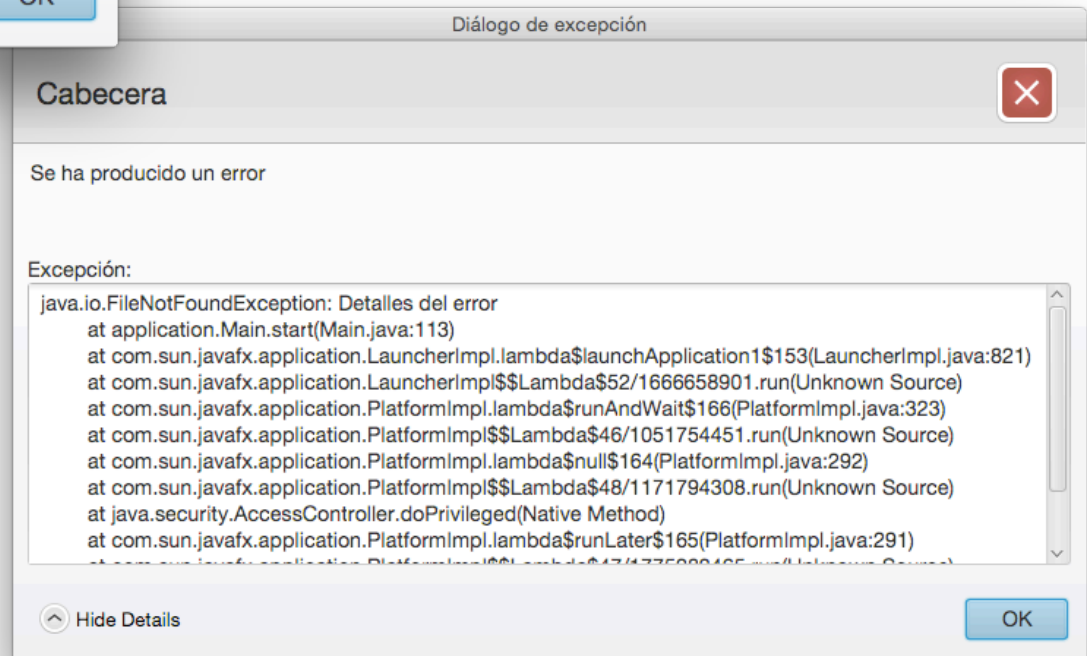 OK
Diálogo de excepción
Cabecera
Se ha producido un error
Excepción:
java.io.FileNotFoundException: Detalles del error
at application.Main.start(Main.java:113)
at com.sun.javafx.application.LauncherImpl.lambda$launchApplication1$153(LauncherImpl.java:821)
at com.sun.javafx.application.LauncherImpl$$Lambda$52/1666658901.run(Unknown Source)
at com.sun.javafx.application.PlatformImpl.lambda$runAndWait$166(PlatformImpl.java:323)
at com.sun.javafx.application.PlatformImpl$$Lambda$46/1051754451.run(Unknown Source)
at com.sun.javafx.application.PlatformImpl.lambda$null$164(PlatformImpl.java:292)
at com.sun.javafx.application.PlatformImpl$$Lambda$48/1171794308.run(Unknown Source)
at java.security.AccessController.doPrivileged(Native Method)
at com.sun.javafx.application.PlatformImpl.lambda$runLater$165(PlatformImpl.java:291)
Hide Details
OK